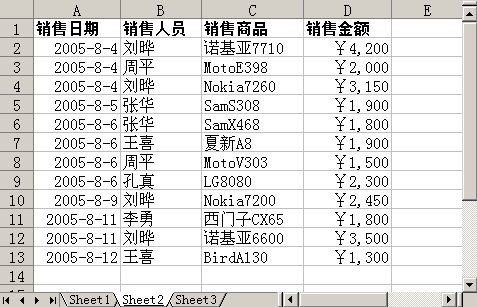 A B C D E
1 销售日期 销售人员 销售商品 销售金额
2 2005-8-4 刘晔 诺基亚7710 ￥4,200
3 2005-8-4 周平 MotoE398 ￥2,000
4 2005-8-4 刘晔 Nokia7260 ￥3,150
5 2005-8-5 张华 SamS308 ￥1,900
6 2005-8-6 张华 SamX468 ￥1,800
7 2005-8-6 王喜 夏新A8 ￥1,900
8 2005-8-6 周平 MotoV303 ￥1,500
9 2005-8-6 孔真 LG8080 ￥2,300
10 2005-8-9 刘晔 Nokia7200 ￥2,450
11 2005-8-11 李勇 西门子CX65 ￥1,800
12 2005-8-11 刘晔 诺基亚6600 ￥3,500
13 2005-8-12 王喜 BirdA130 ￥1,300
14
Sheet1 Sheet2 Sheet3